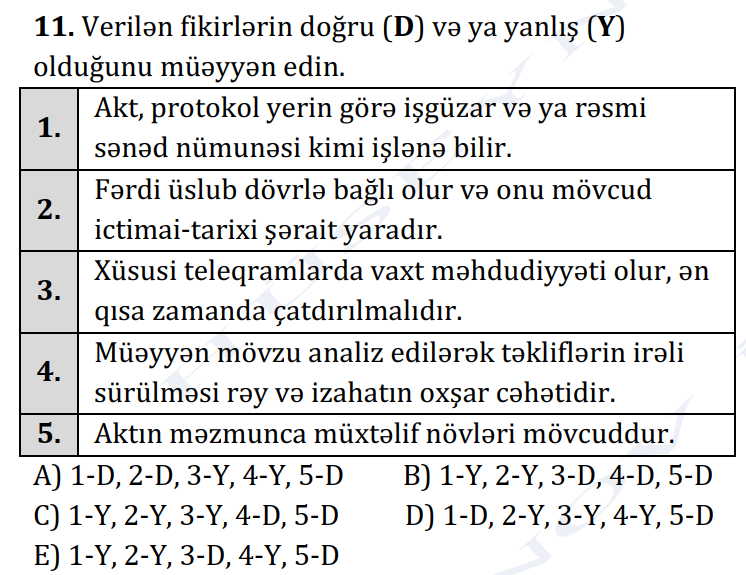 11. Verilən fikirlərin doğru (D) və ya yanlış (Y)
olduğunu müəyyən edin.
1. Akt, protokol yerin görə işgüzar və ya rəsmi
sənəd nümunəsi kimi işlənə bilir.
2. Fərdi üslub dövrlə bağlı olur və onu mövcud
ictimai-tarixi şərait yaradır.
3. Xüsusi teleqramlarda vaxt məhdudiyyəti olur, ən
qısa zamanda çatdırılmalıdır.
4. Müəyyən mövzu analiz edilərək təkliflərin irəli
sürülməsi rəy və izahatın oxşar cəhətidir.
5. Aktın məzmunca müxtəlif növləri mövcuddur.
A) 1-D, 2-D, 3-Y, 4-Y, 5-D B) 1-Y, 2-Y, 3-D, 4-D, 5-D
C) 1-Y, 2-Y, 3-Y, 4-D, 5-D D) 1-D, 2-Y, 3-Y, 4-Y, 5-D
E) 1-Y, 2-Y, 3-D, 4-Y, 5-D